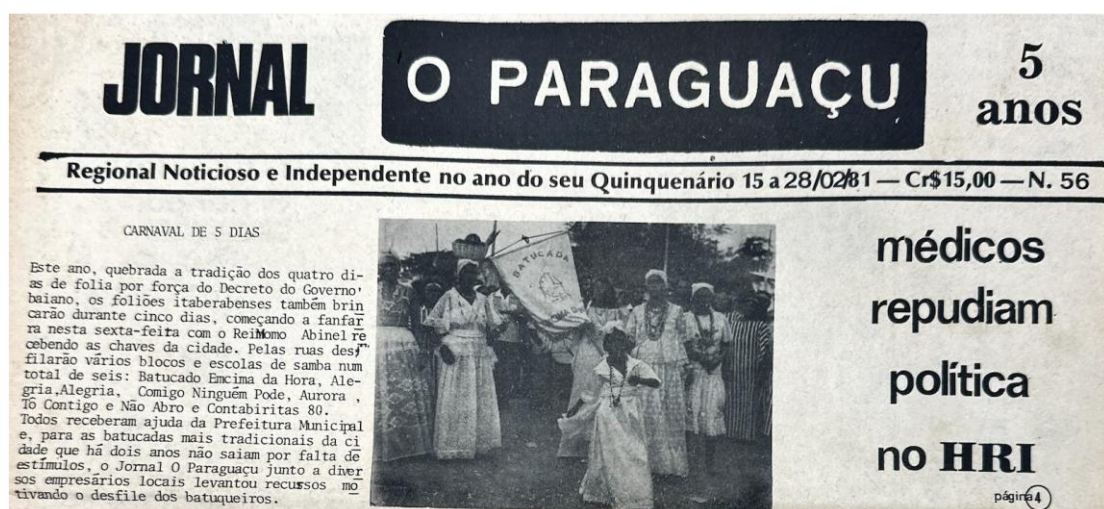 JORNAL
O PARAGUAÇU
5
anos
Regional Noticioso e Independente no ano do seu Quinquenário 15 a 28/02/81 — Cr$15,00 — N. 56
CARNAVAL DE 5 DIAS
Este ano, quebrada a tradição dos quatro di-
as de folia por força do Decreto do Governo'
baiano, os foliões itaberabenses também brin
carão durante cinco dias, começando a fanfar
ra nesta sexta-feira com o ReiMomo Abinel re
cebendo as chaves da cidade. Pelas ruas des
filarão vários blocos e escolas de samba num
total de seis: Batucado Emcima da Hora, Ale-
gria,Alegria, Comigo Ninguém Pode, Aurora ,
Tô Contigo e Não Abro e Contabiritas 80.
Todos receberam ajuda da Prefeitura Municipal
e, para as batucadas mais tradicionais da ci
dade que há dois anos não saiam por falta de
estímulos, o Jornal O Paraguaçu junto a diver
sos empresários locais levantou recursos mo
tivando o desfile dos batuqueiros.
BATUCADA
médicos
repudiam
política
no HRI
página 4